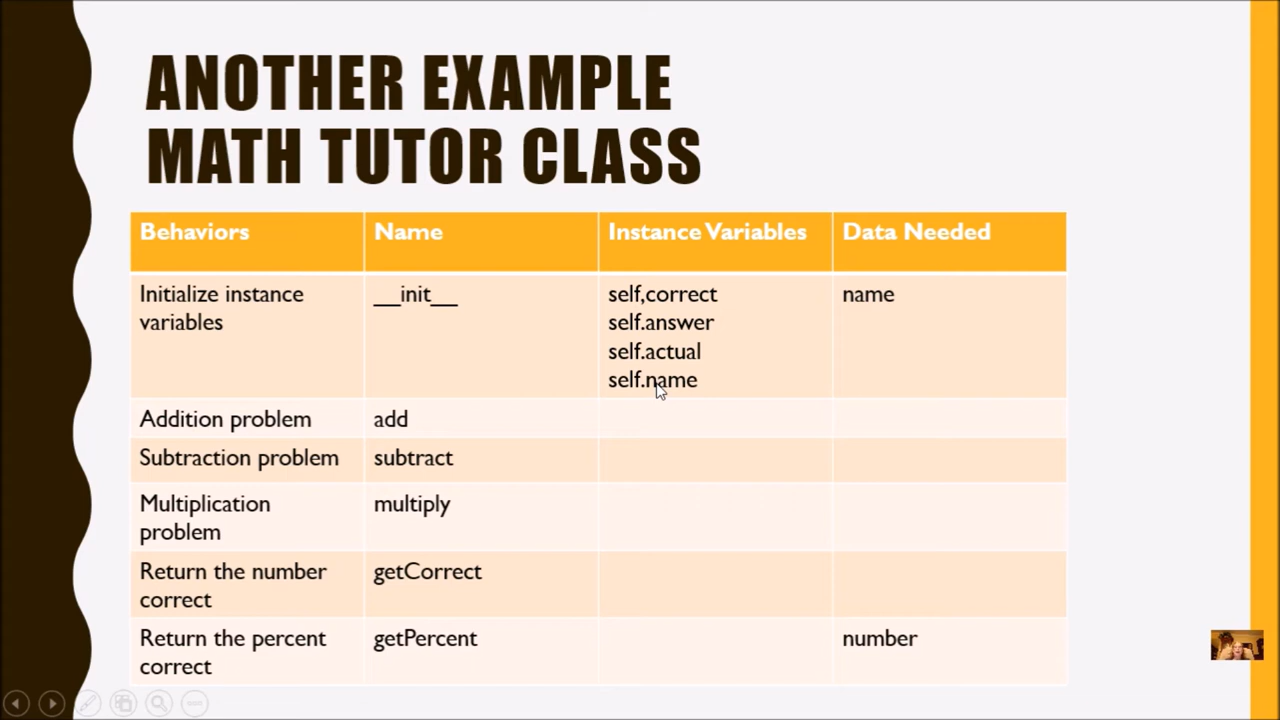 ANOTHER EXAMPLE
MATH TUTOR CLASS
Behaviors Name Instance Variables Data Needed
Initialize instance variables __init__ self,correct name
self.answer
self.actual
self.name
Addition problem add
Subtraction problem subtract
Multiplication problem multiply
Return the number correct getCorrect
Return the percent correct getPercent number